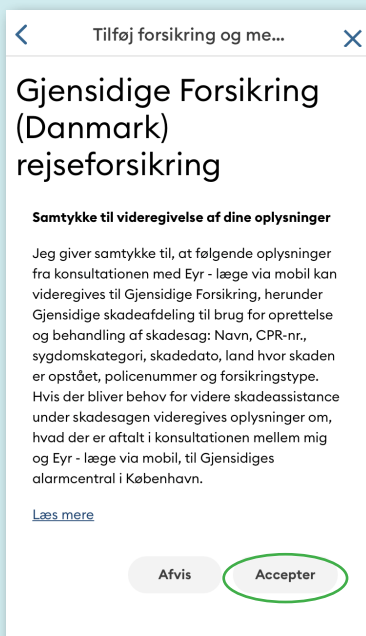 Tilføj forsikring og me...
Gjensidige Forsikring
(Danmark)
rejseforsikring
Samtykke til videregivelse af dine oplysninger
Jeg giver samtykke til, at følgende oplysninger
fra konsultationen med Eyr - læge via mobil kan
videregives til Gjensidige Forsikring, herunder
Gjensidige skadeafdeling til brug for oprettelse
og behandling af skadesag: Navn, CPR-nr.,
sygdomskategori, skadedato, land hvor skaden
er opstået, policenummer og forsikringstype.
Hvis der bliver behov for videre skadeassistance
under skadesagen videregives oplysninger om,
hvad der er aftalt i konsultationen mellem mig
og Eyr - læge via mobil, til Gjensidiges
alarmcentral i København.
Læs mere
Afvis Accepter